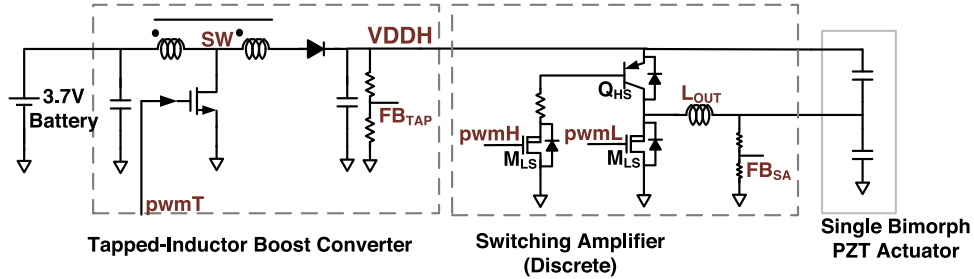 SW
VDDH
3.7V
Battery
FBTAP
pwmT
QHS
LOUT
pwmH
pwmL
MLS
MLS
FBSA
Tapped-Inductor Boost Converter
Switching Amplifier
(Discrete)
Single Bimorph
PZT Actuator